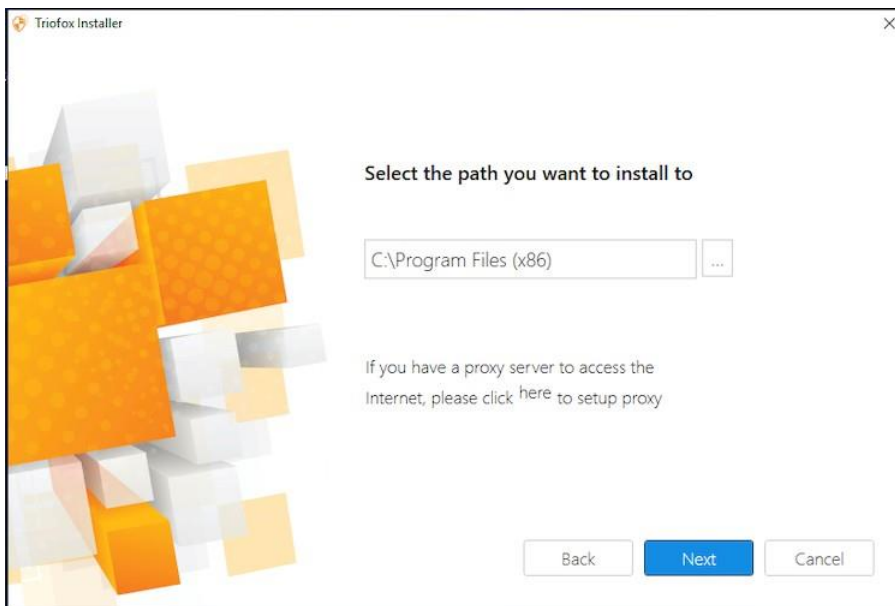 Triofox Installer
Select the path you want to install to
C:\Program Files (x86)
...
If you have a proxy server to access the
Internet, please click here to setup proxy
Back
Next
Cancel